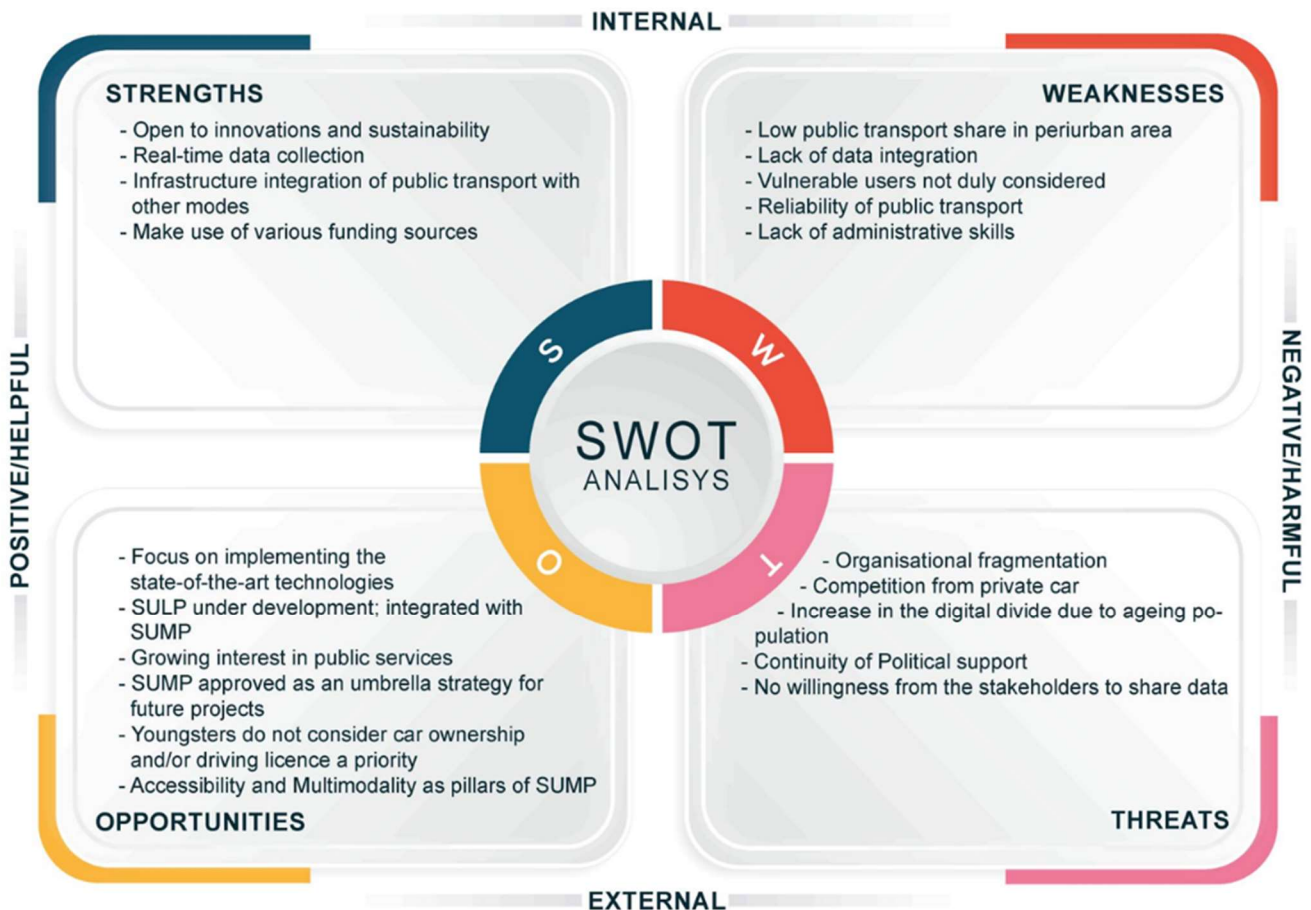 INTERNAL
STRENGTHS
- Open to innovations and sustainability
- Real-time data collection
- Infrastructure integration of public transport with
other modes
- Make use of various funding sources
WEAKNESSES
- Low public transport share in periurban area
- Lack of data integration
- Vulnerable users not duly considered
- Reliability of public transport
- Lack of administrative skills
POSITIVE/HELPFUL
NEGATIVE/HARMFUL
S
W
SWOT
ANALISYS
O
T
- Focus on implementing the
state-of-the-art technologies
- SULP under development; integrated with
SUMP
- Growing interest in public services
- SUMP approved as an umbrella strategy for
future projects
- Youngsters do not consider car ownership
and/or driving licence a priority
- Accessibility and Multimodality as pillars of SUMP
OPPORTUNITIES
- Organisational fragmentation
- Competition from private car
- Increase in the digital divide due to ageing po-
pulation
- Continuity of Political support
- No willingness from the stakeholders to share data
THREATS
EXTERNAL